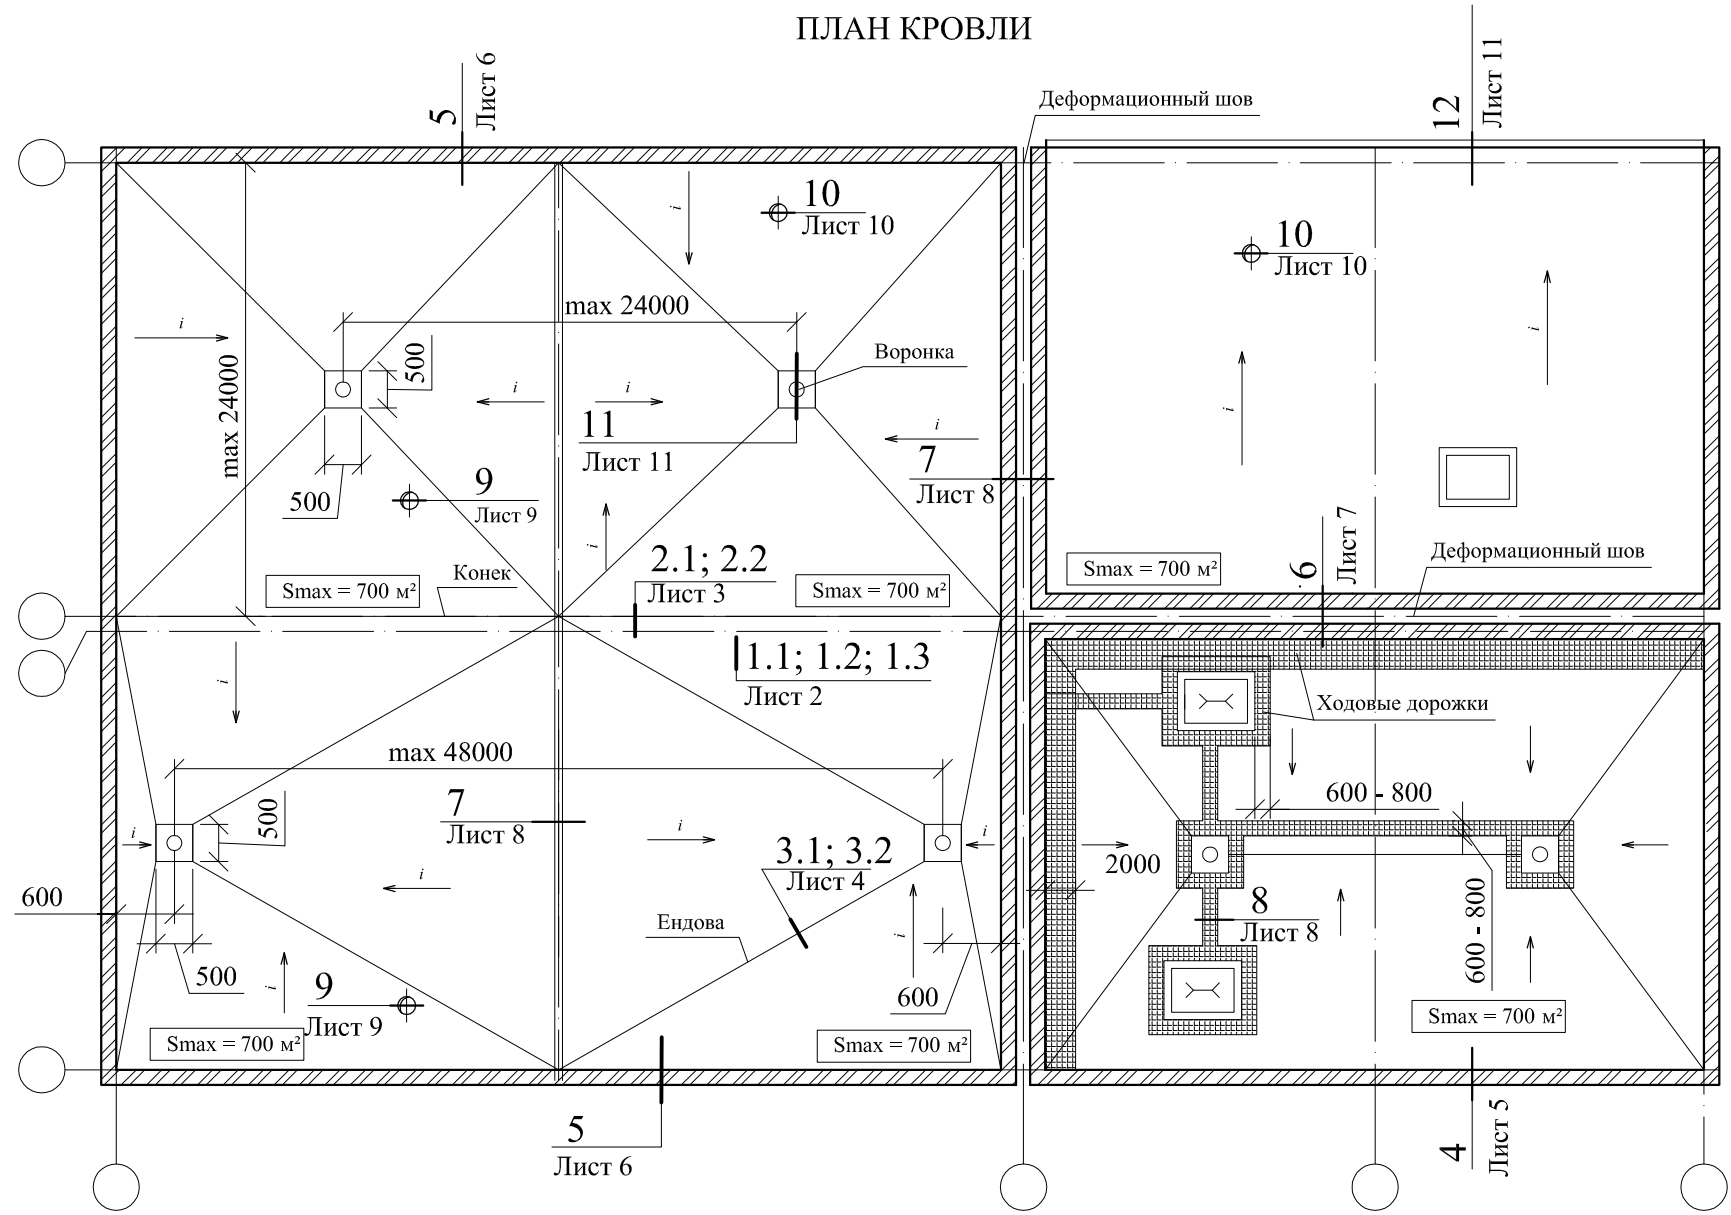 ПЛАН КРОВЛИ
5
Лист 6
Деформационный шов
12
Лист 11
10
Лист 10
i
10
Лист 10
max 24000
i
i
max 24000
500
Воронка
i
i
i
11
Лист 11
i
7
Лист 8
500
9
Лист 9
i
2.1; 2.2
Лист 3
Конек
Smax = 700 м²
Smax = 700 м²
Smax = 700 м²
6
Лист 7
Деформационный шов
1.1; 1.2; 1.3
Лист 2
i
Ходовые дорожки
max 48000
600 - 800
7
Лист 8
500
i
i
i
3.1; 3.2
Лист 4
2000
i
600
Ендова
i
8
Лист 8
600 - 800
500
i
9
Лист 9
600
Smax = 700 м²
Smax = 700 м²
Smax = 700 м²
5
Лист 6
4
Лист 5